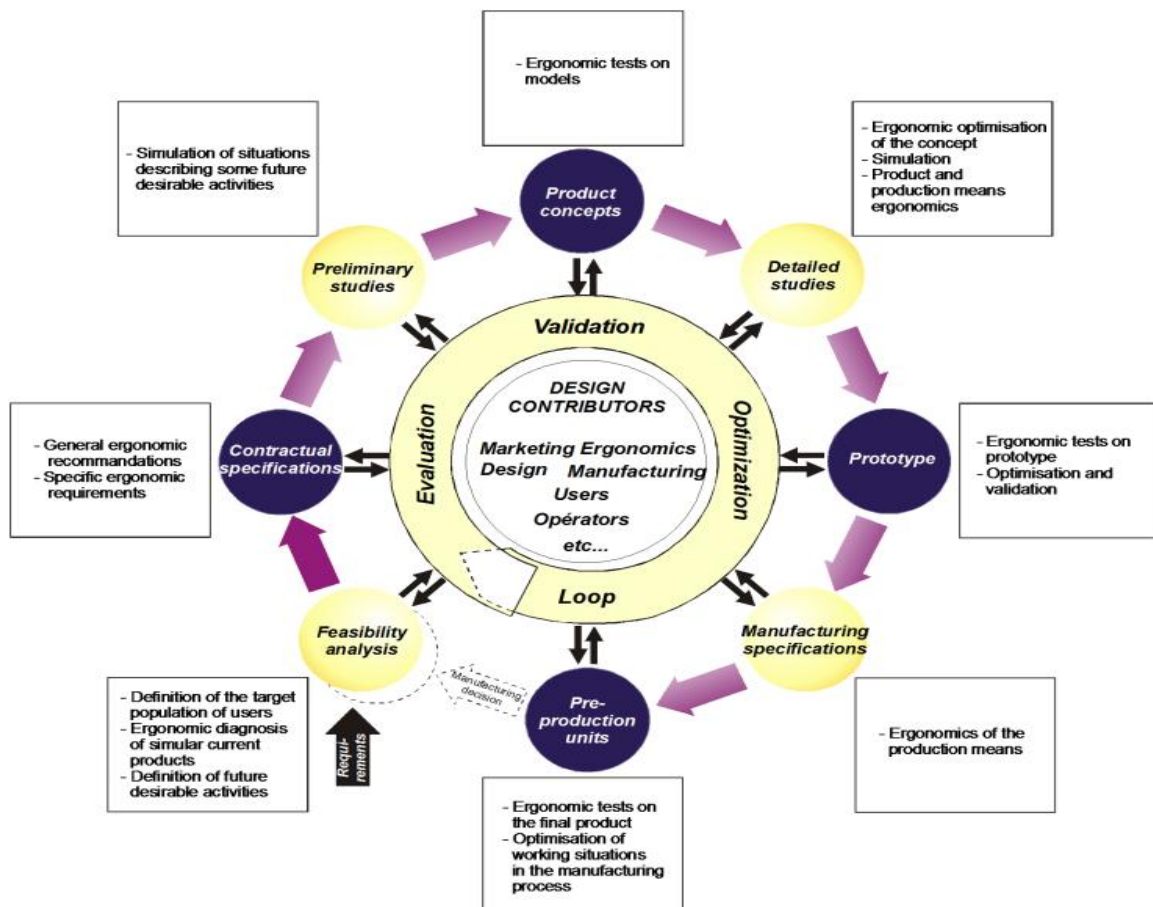 - Ergonomic tests on
models
- Simulation of situations
describing some future
desirable activities
- Ergonomic optimisation
of the concept
- Simulation
- Product and
production means
ergonomics
Product
concepts
Preliminary
studies
Detailed
studies
Validation
DESIGN
CONTRIBUTORS
Marketing Ergonomics
Design Manufacturing
Users
Opérators
etc...
Evaluation
Optimization
Loop
- General ergonomic
recommandations
- Specific ergonomic
requirements
Contractual
specifications
Prototype
- Ergonomic tests on
prototype
- Optimisation and
validation
Feasibility
analysis
Manufacturing
specifications
Manufacturing
decision
Pre-
production
units
- Definition of the target
population of users
- Ergonomic diagnosis
of simular current
products
- Definition of future
desirable activities
Requi-
rements
- Ergonomics of the
production means
- Ergonomic tests on
the final product
- Optimisation of
working situations
in the manufacturing
process